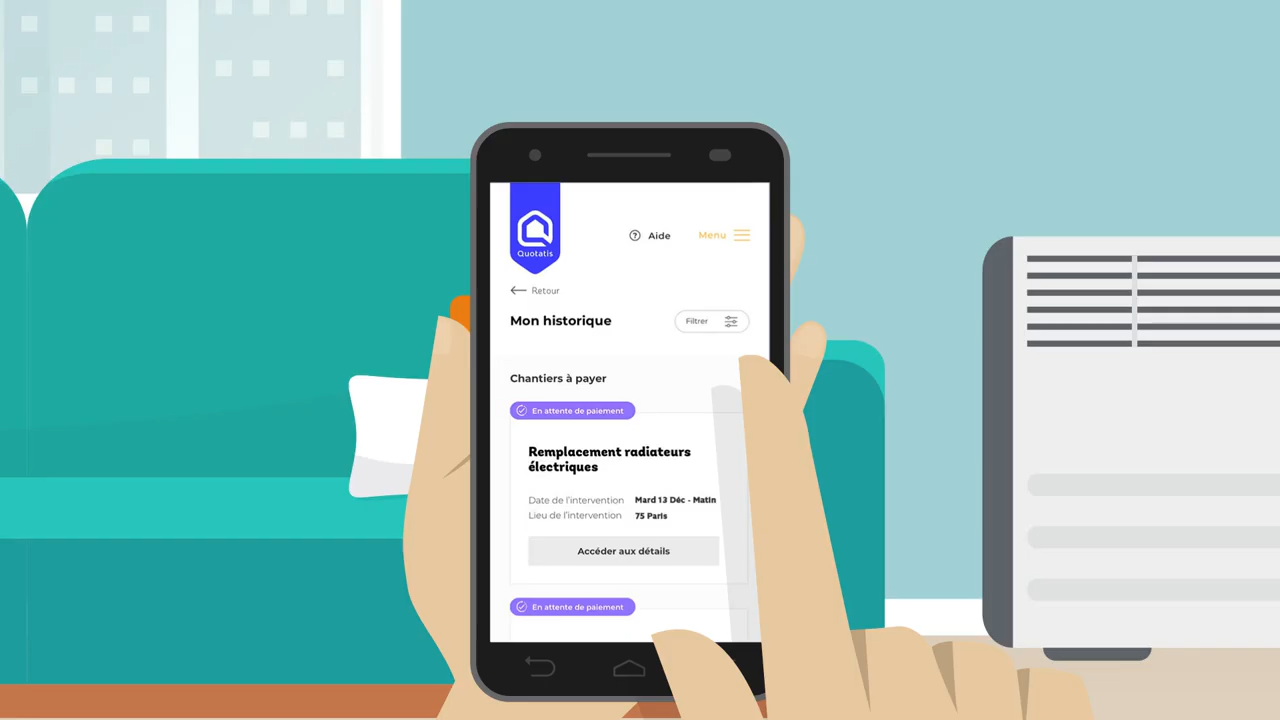 Quotatis
Aide
Menu
Retour
Mon historique
Filtrer
Chantiers à payer
En attente de paiement
Remplacement radiateurs
électriques
Date de l'intervention Mard 13 Déc - Matin
Lieu de l'intervention 75 Paris
Accéder aux détails
En attente de paiement